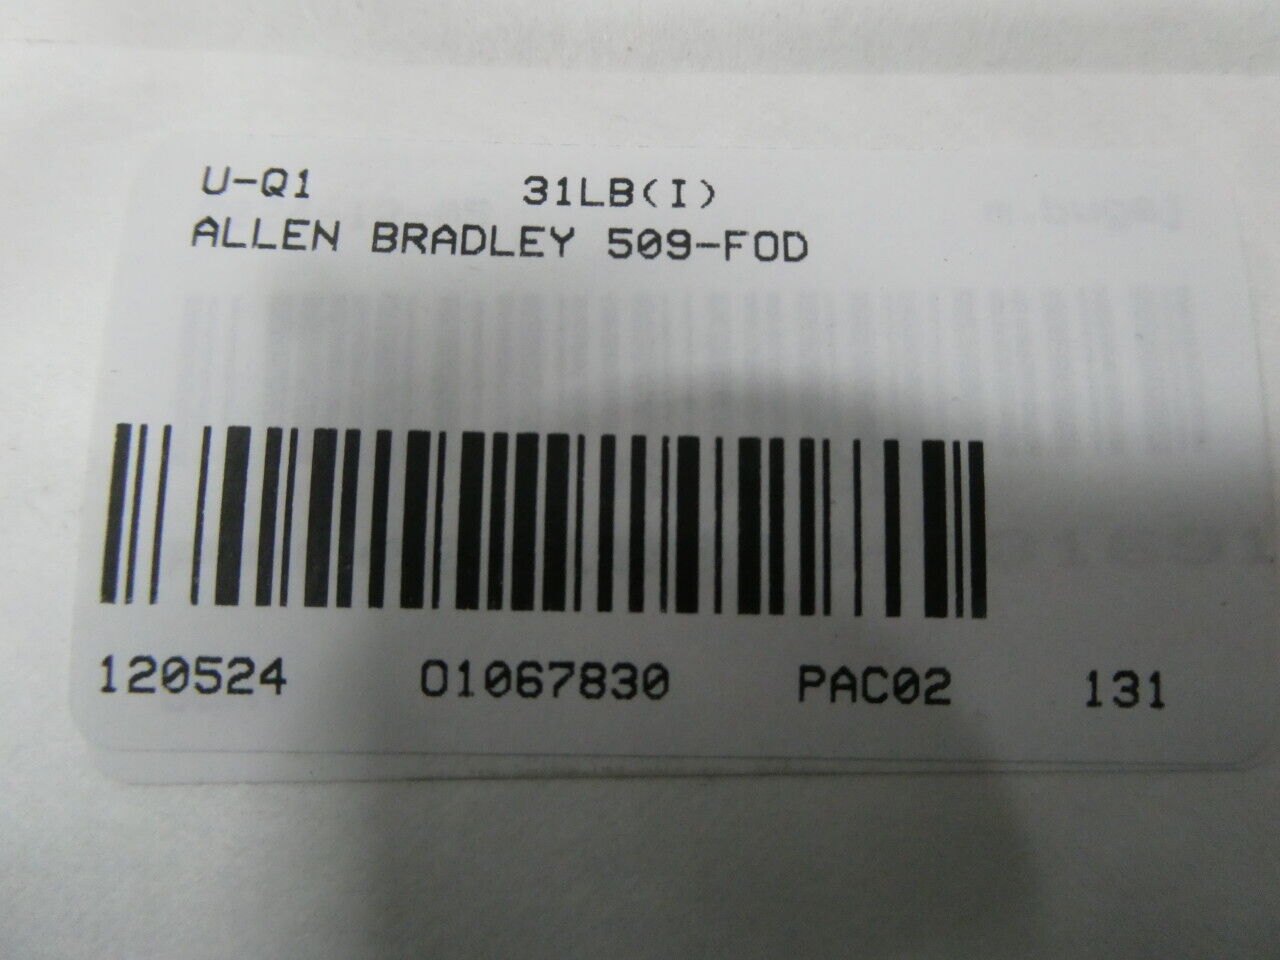 U-Q1 31LB(I)
ALLEN BRADLEY 509-FOD
120524 01067830 PAC02 131